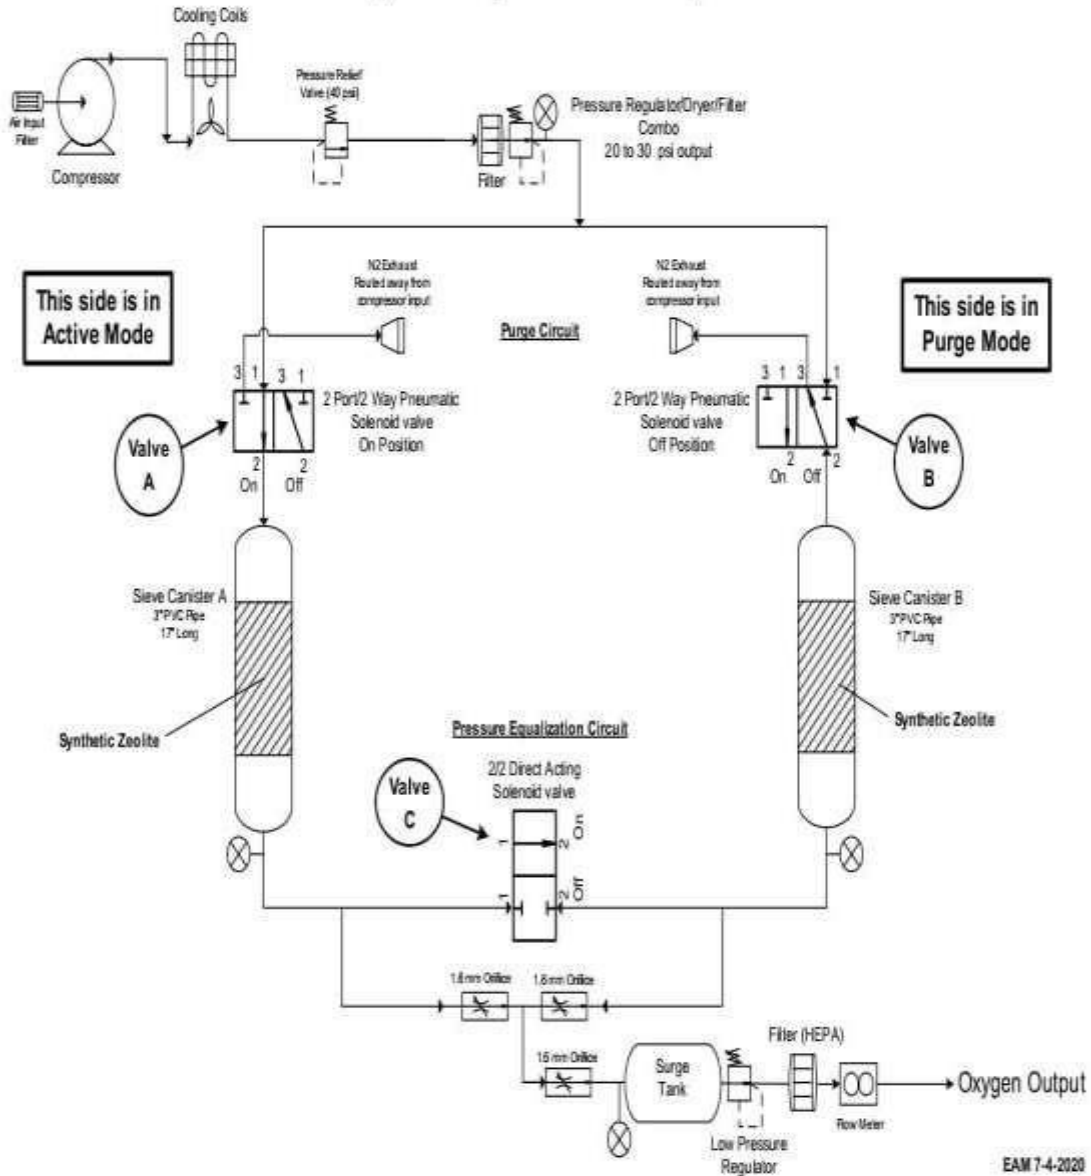 Cooling Coils
Pressure Relief
Valve (40 psi)
Pressure Regulator/Dryer/Filter
Combo
20 to 30 psi output
Air Input
Filter
Compressor
Filter
This side is in
Active Mode
N2 Exhaust
Routed away from
compressor input
Purge Circuit
N2 Exhaust
Routed away from
compressor input
This side is in
Purge Mode
3 1 3 1
2 Port/2 Way Pneumatic
Solenoid valve
On Position
2 2
On Off
Valve
A
2 Port/2 Way Pneumatic
Solenoid valve
Off Position
3 1 3 1
2 2
On Off
Valve
B
Sieve Canister A
3" PVC Pipe
17" Long
Synthetic Zeolite
Sieve Canister B
3" PVC Pipe
17" Long
Synthetic Zeolite
Pressure Equalization Circuit
2/2 Direct Acting
Solenoid valve
Valve
C
1 2 On
1 2 Off
1.6 mm Orifice
1.6 mm Orifice
1.6 mm Orifice
Surge
Tank
Low Pressure
Regulator
Filter (HEPA)
Flow Meter
Oxygen Output
EAM 7-4-2020